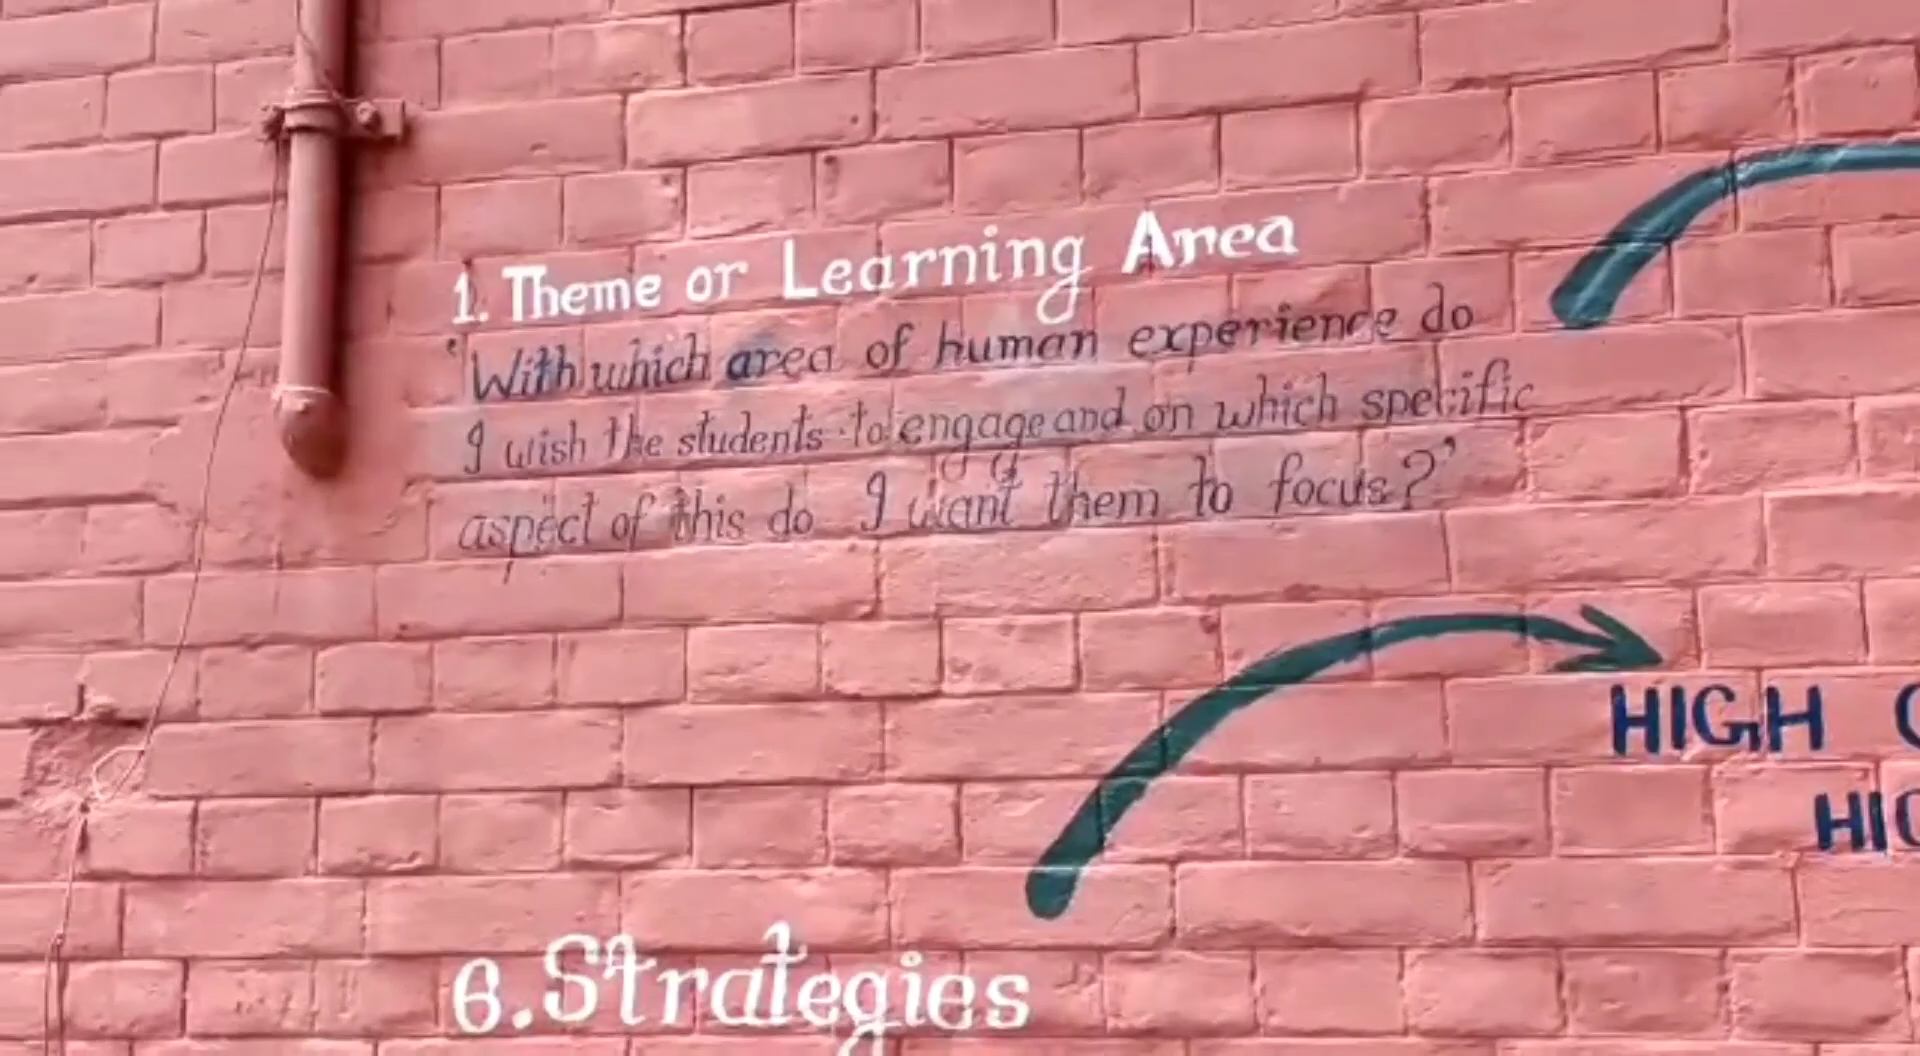 1. Theme or Learning Area
'With which area of human experience do
I wish the students to engage and on which specific
aspect of this do I want them to focus?'
HIGH
6. Strategies